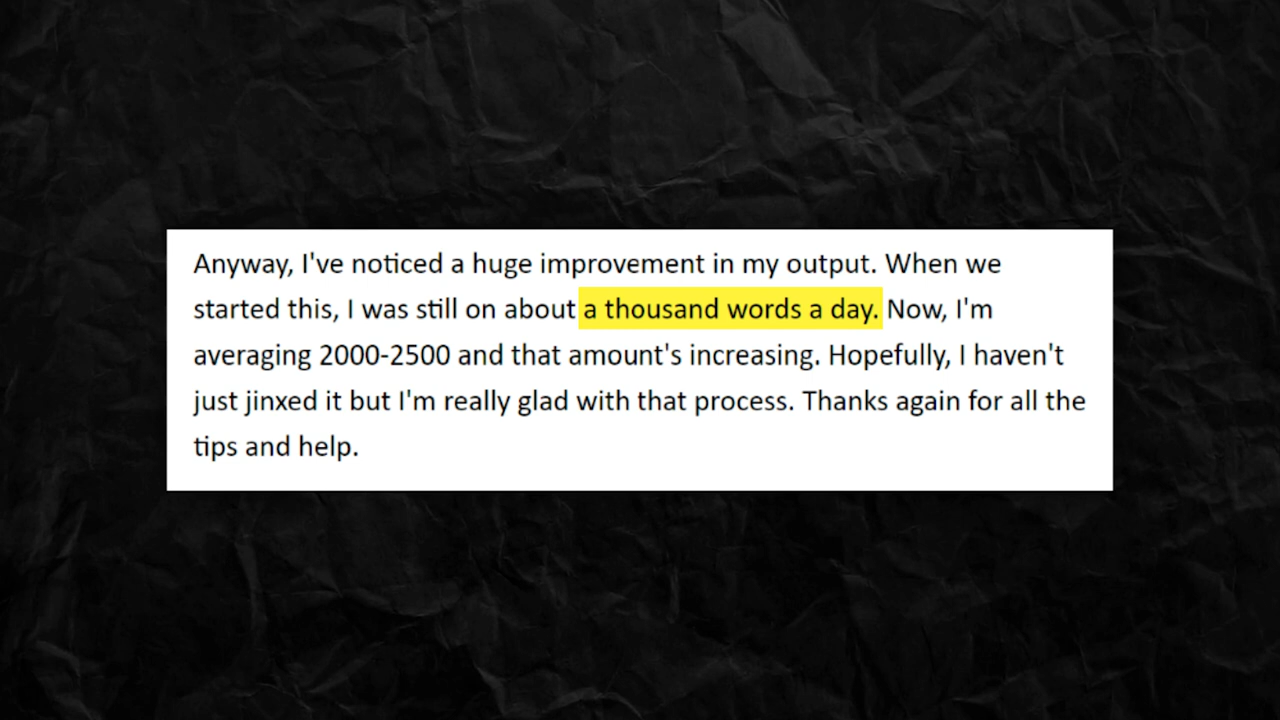 Anyway, I've noticed a huge improvement in my output. When we
started this, I was still on about a thousand words a day. Now, I'm
averaging 2000-2500 and that amount's increasing. Hopefully, I haven't
just jinxed it but I'm really glad with that process. Thanks again for all the
tips and help.